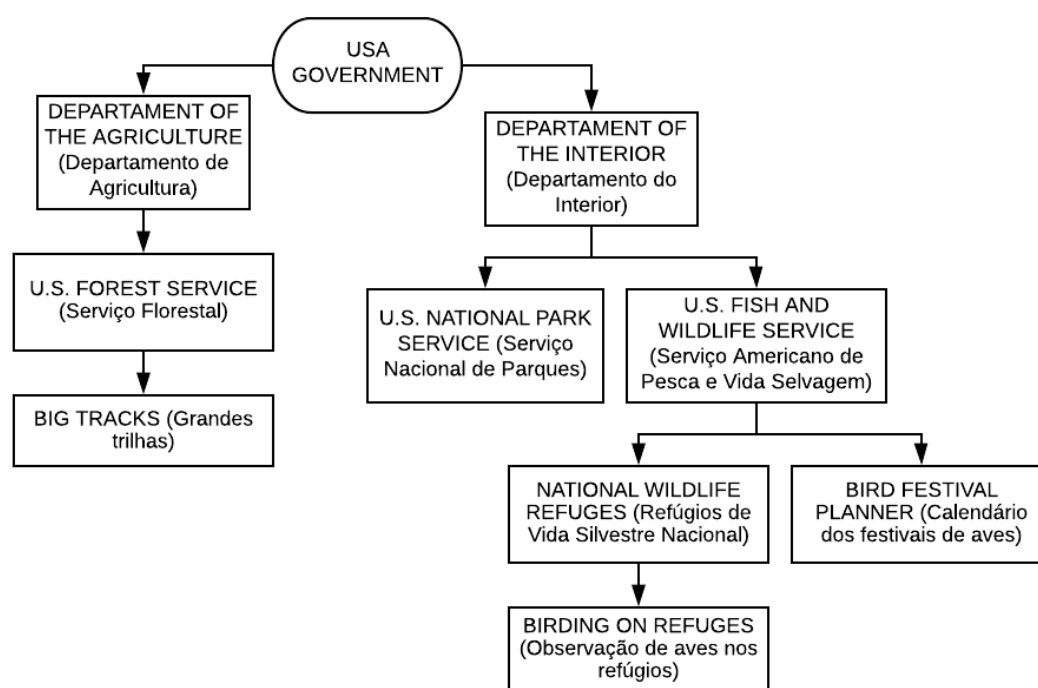 USA
GOVERNMENT
DEPARTAMENT OF
THE AGRICULTURE
(Departamento de
Agricultura)
DEPARTAMENT OF
THE INTERIOR
(Departamento do
Interior)
U.S. FOREST SERVICE
(Serviço Florestal)
U.S. NATIONAL PARK
SERVICE (Serviço
Nacional de Parques)
U.S. FISH AND
WILDLIFE SERVICE
(Serviço Americano de
Pesca e Vida Selvagem)
BIG TRACKS (Grandes
trilhas)
NATIONAL WILDLIFE
REFUGES (Refúgios de
Vida Silvestre Nacional)
BIRD FESTIVAL
PLANNER (Calendário
dos festivais de aves)
BIRDING ON REFUGES
(Observação de aves nos
refúgios)